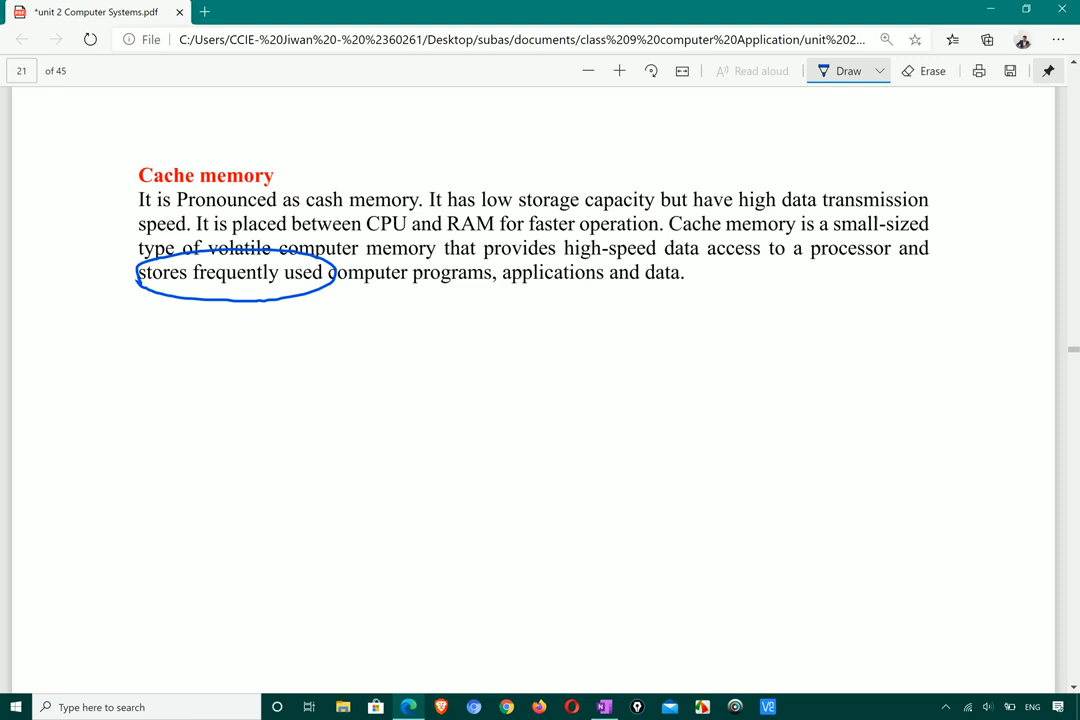 *unit 2 Computer Systems.pdf
File
C:/Users/CCIE-%20Jiwan%20-%20%2360261/Desktop/subas/documents/class%209%20computer%20Application/unit%202...
21 of 45
Read aloud
Draw
Erase
Cache memory
It is Pronounced as cash memory. It has low storage capacity but have high data transmission
speed. It is placed between CPU and RAM for faster operation. Cache memory is a small-sized
type of volatile computer memory that provides high-speed data access to a processor and
stores frequently used computer programs, applications and data.
Type here to search
ENG